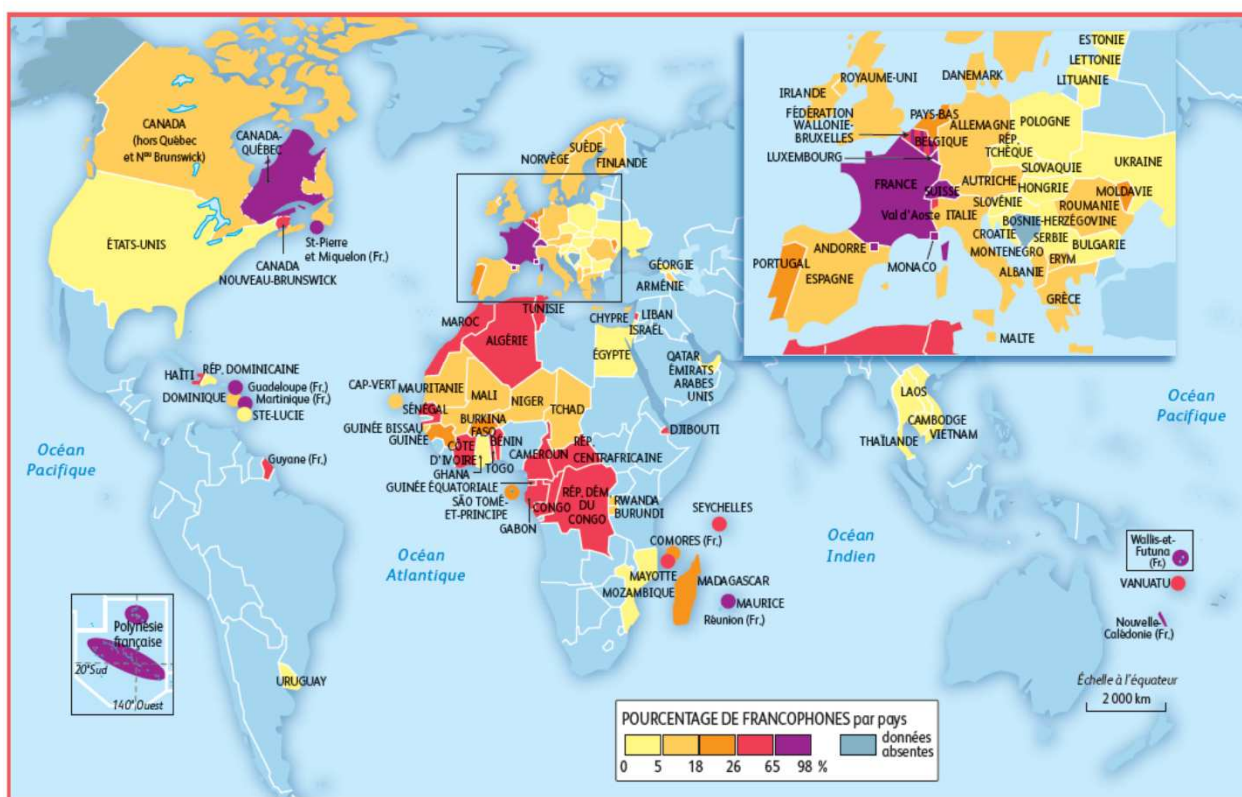 CANADA
(hors Québec
et Nᵉᵃᵘ Brunswick)
CANADA-
QUÉBEC
ÉTATS-UNIS
St-Pierre
et Miquelon (Fr.)
CANADA
NOUVEAU-BRUNSWICK
RÉP. DOMINICAINE
HAÏTI
Guadeloupe (Fr.)
DOMINIQUE
Martinique (Fr.)
STE-LUCIE
Guyane (Fr.)
Océan
Pacifique
Polynésie
française
20° Sud
140° Ouest
URUGUAY
Océan
Atlantique
NORVÈGE
SUÈDE
FINLANDE
GÉORGIE
ARMÉNIE
CHYPRE
LIBAN
ISRAËL
TUNISIE
MAROC
ALGÉRIE
ÉGYPTE
QATAR
ÉMIRATS
ARABES
UNIS
CAP-VERT
MAURITANIE
MALI
NIGER
TCHAD
SÉNÉGAL
GUINÉE BISSAU
GUINÉE
BURKINA
FASO
CÔTE
D'IVOIRE
GHANA
TOGO
BÉNIN
CAMEROUN
RÉP.
CENTRAFRICAINE
DJIBOUTI
GUINÉE ÉQUATORIALE
SÃO TOMÉ-
ET-PRINCIPE
GABON
CONGO
RÉP. DÉM.
DU
CONGO
RWANDA
BURUNDI
SEYCHELLES
COMORES (Fr.)
MAYOTTE
MOZAMBIQUE
MADAGASCAR
MAURICE
Rèunion (Fr.)
Océan
Indien
LAOS
CAMBODGE
THAÏLANDE
VIETNAM
Océan
Pacifique
Wallis-et-
Futuna
(Fr.)
VANUATU
Nouvelle-
Calédonie (Fr.)
Échelle à l'équateur
2 000 km
ESTONIE
LETTONIE
LITUANIE
ROYAUME-UNI
DANEMARK
IRLANDE
FÉDÉRATION
WALLONIE-
BRUXELLES
PAYS-BAS
BELGIQUE
ALLEMAGNE
POLOGNE
LUXEMBOURG
RÉP.
TCHÈQUE
SLOVAQUIE
UKRAINE
FRANCE
SUISSE
AUTRICHE
HONGRIE
MOLDAVIE
ROUMANIE
SLOVÉNIE
Val d'Aoste
ITALIE
BOSNIE-HERZÉGOVINE
CROATIE
SERBIE
MONTENEGRO
BULGARIE
ERYM
ALBANIE
ANDORRE
MONACO
PORTUGAL
ESPAGNE
GRÈCE
MALTE
POURCENTAGE DE FRANCOPHONES par pays
0 5 18 26 65 98 %
données
absentes